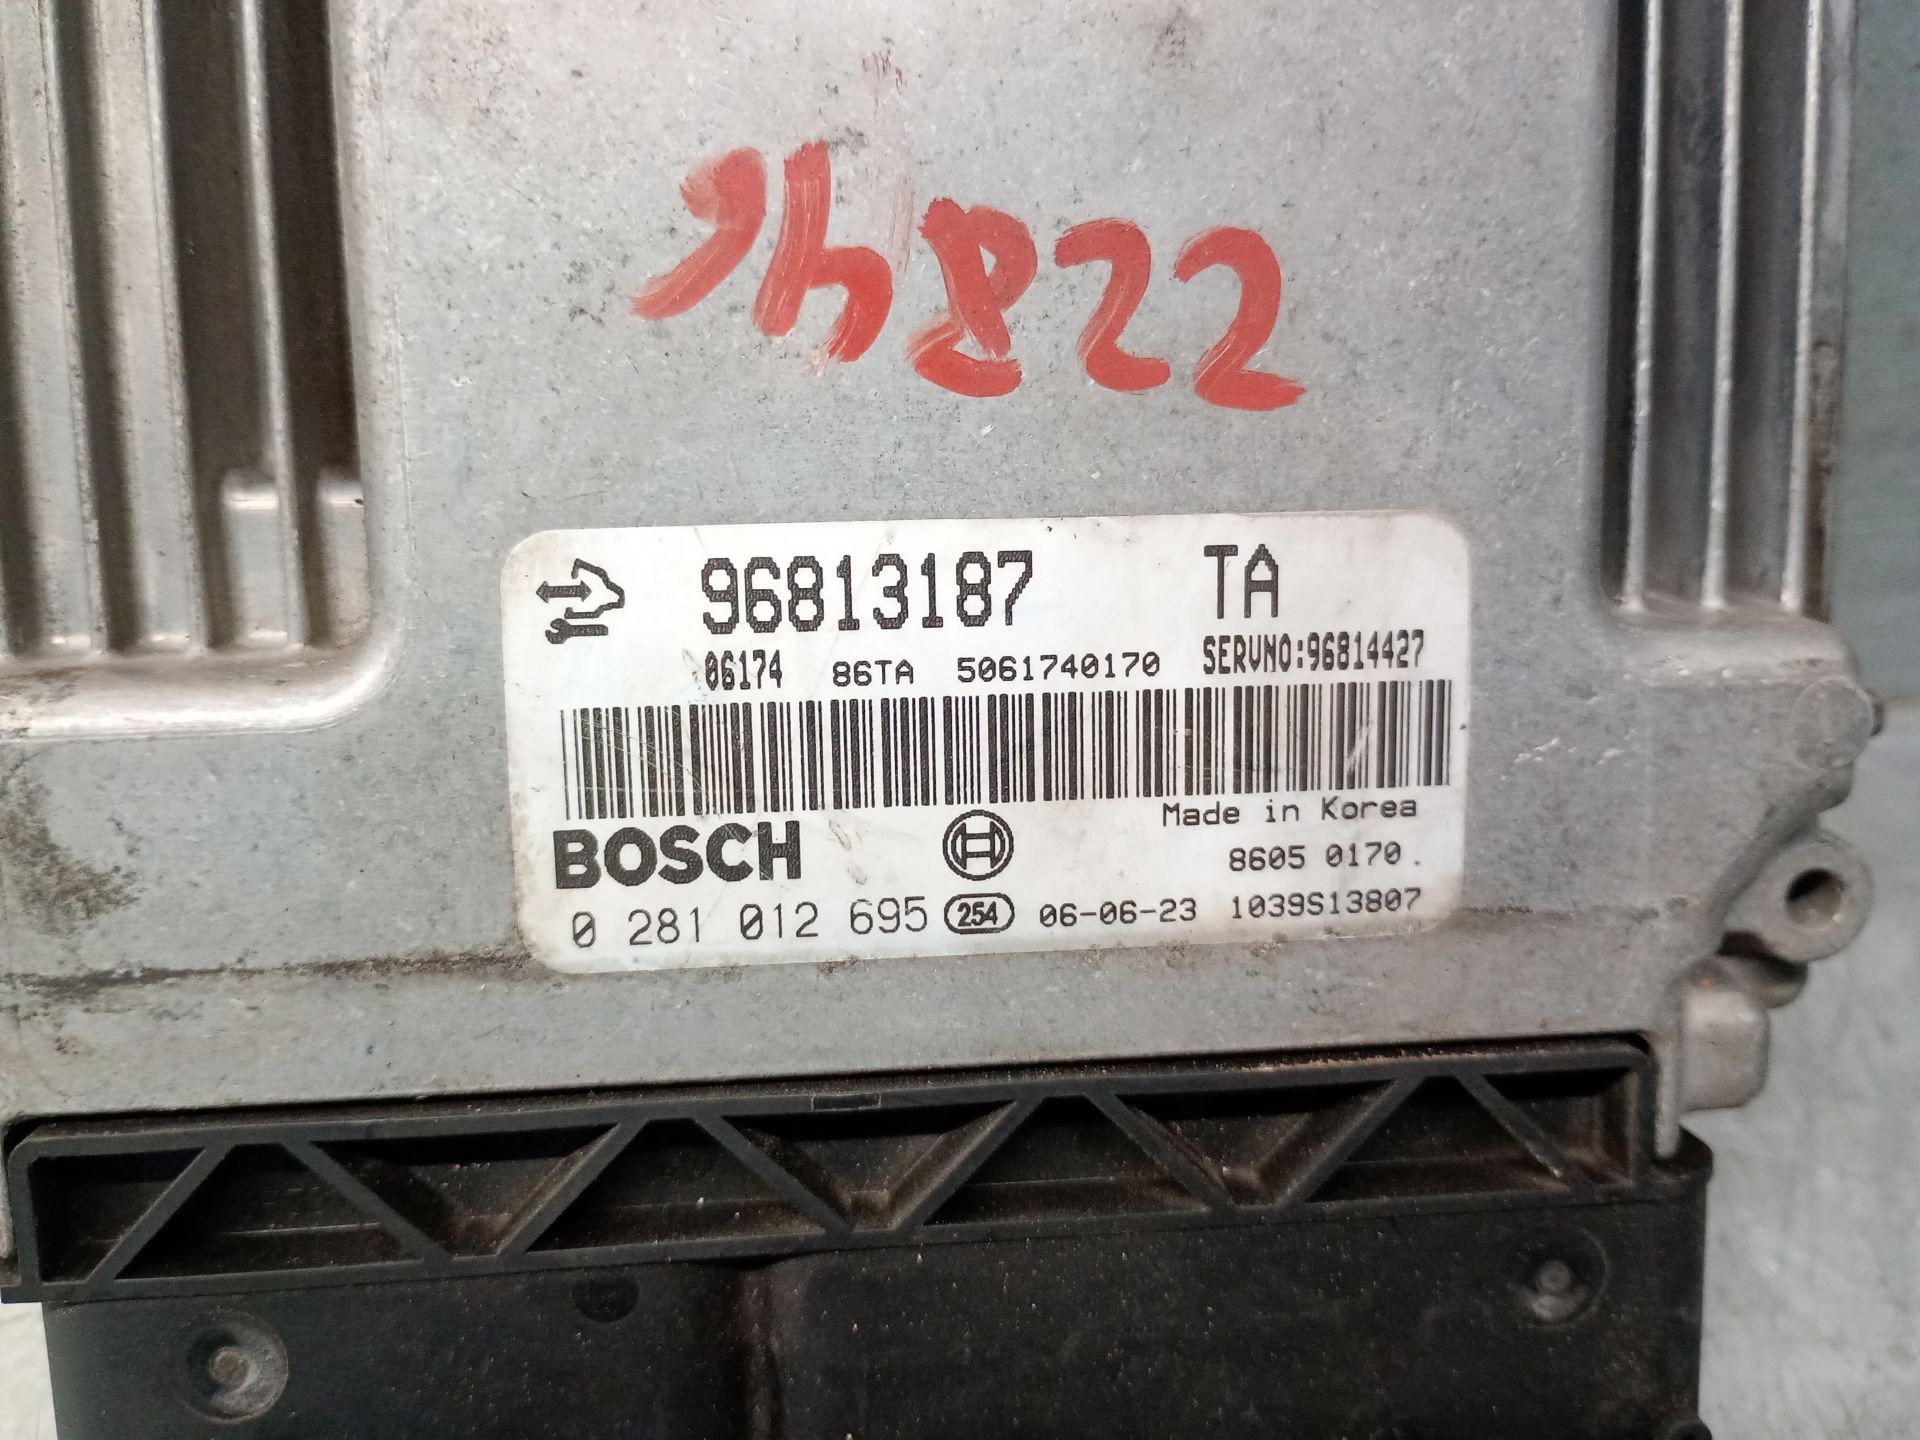 96813187 TA
06174 86TA 5061740170 SERVNO:96814427
Made in Korea
BOSCH
8605 0170.
0 281 012 695 254 06-06-23 1039S13807